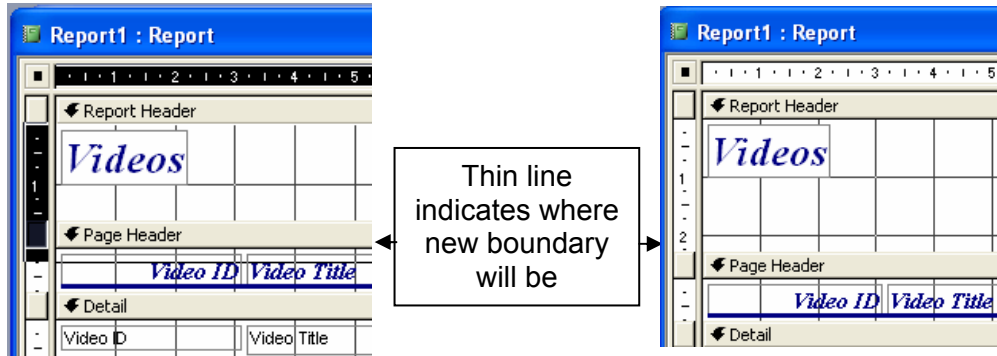 Report1 : Report
1 2 3 4 5
Report Header
Videos
1
Page Header
Video ID Video Title
Detail
Video ID Video Title
Thin line
indicates where
new boundary
will be
Report1 : Report
1 2 3 4 5
Report Header
Videos
1
2
Page Header
Video ID Video Title
Detail